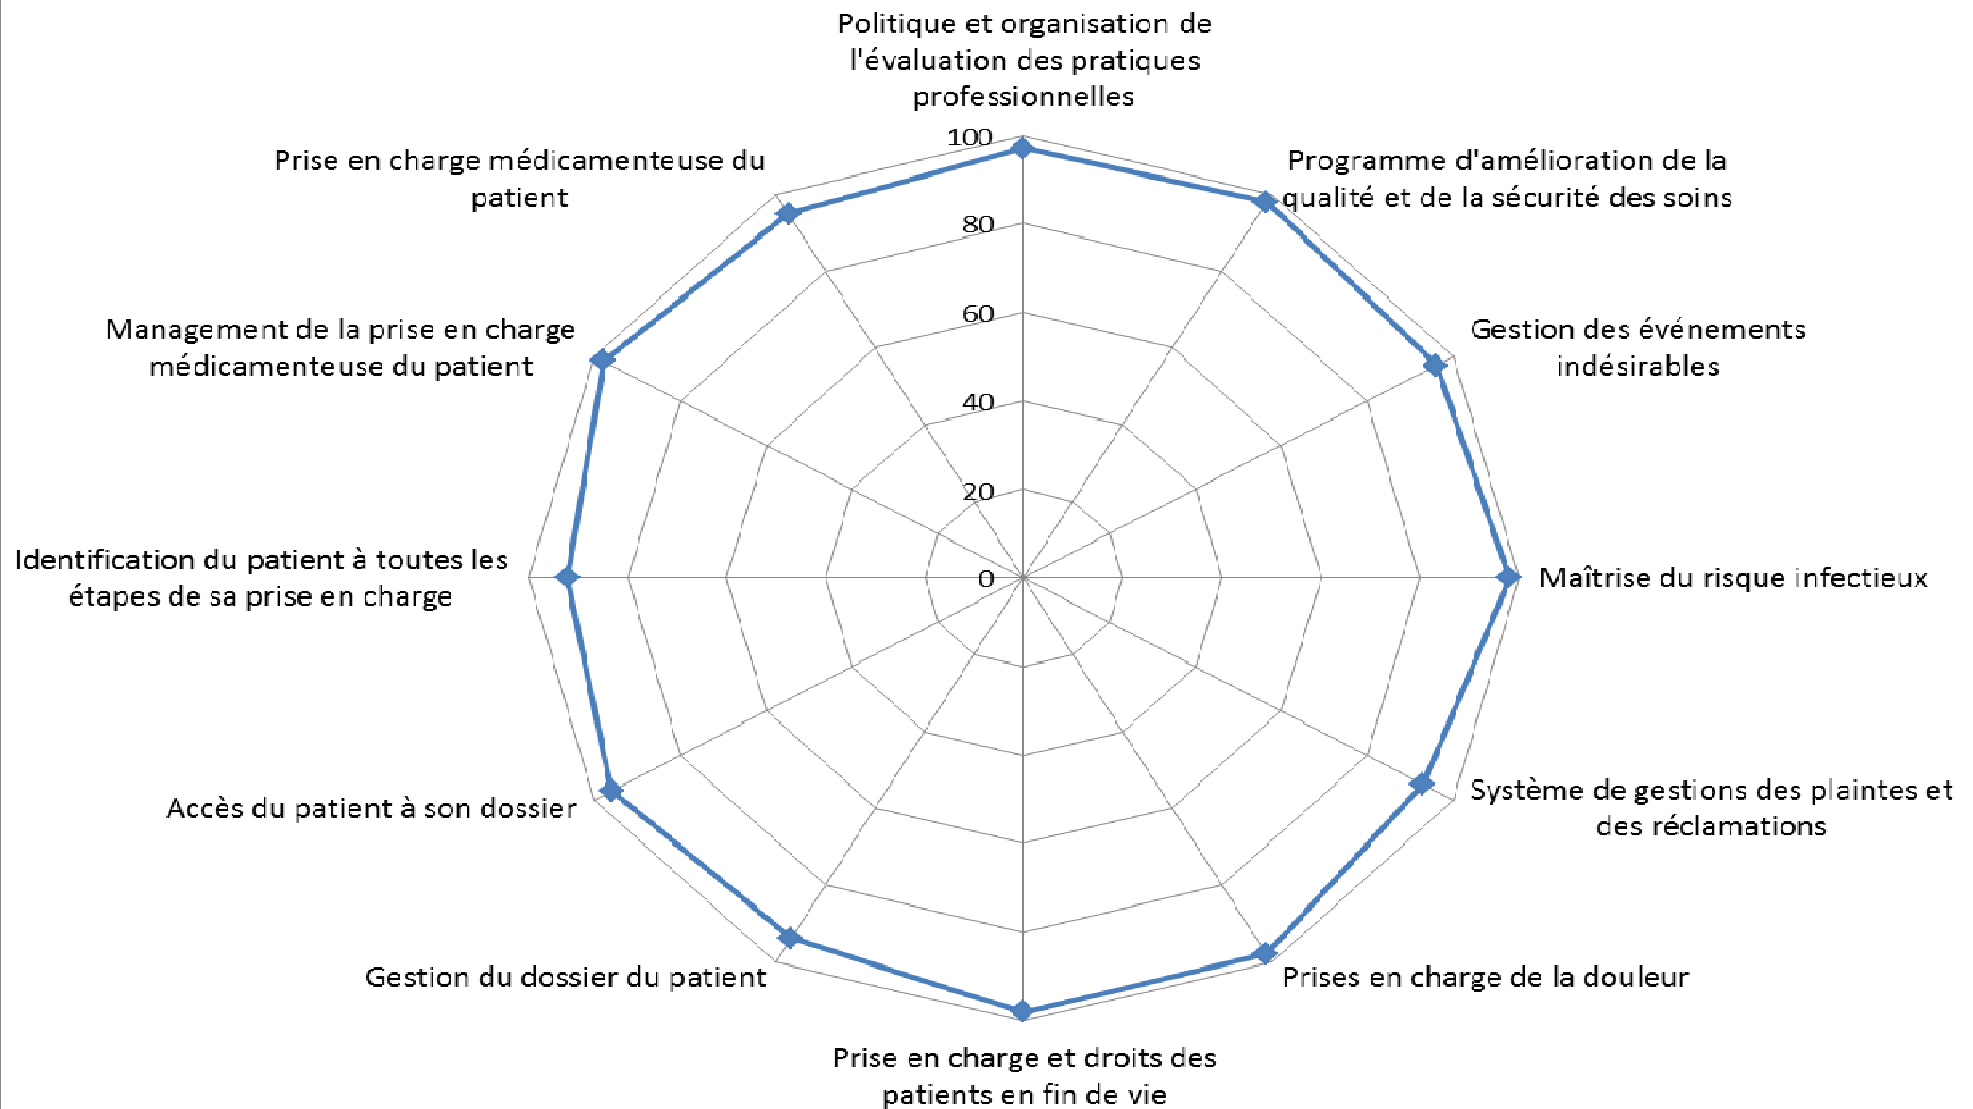 Politique et organisation de
l'évaluation des pratiques
professionnelles
100
Prise en charge médicamenteuse du
patient
Programme d'amélioration de la
qualité et de la sécurité des soins
80
60
Management de la prise en charge
médicamenteuse du patient
Gestion des événements
indésirables
40
20
Identification du patient à toutes les
étapes de sa prise en charge
0
Maîtrise du risque infectieux
Accès du patient à son dossier
Système de gestions des plaintes et
des réclamations
Gestion du dossier du patient
Prises en charge de la douleur
Prise en charge et droits des
patients en fin de vie